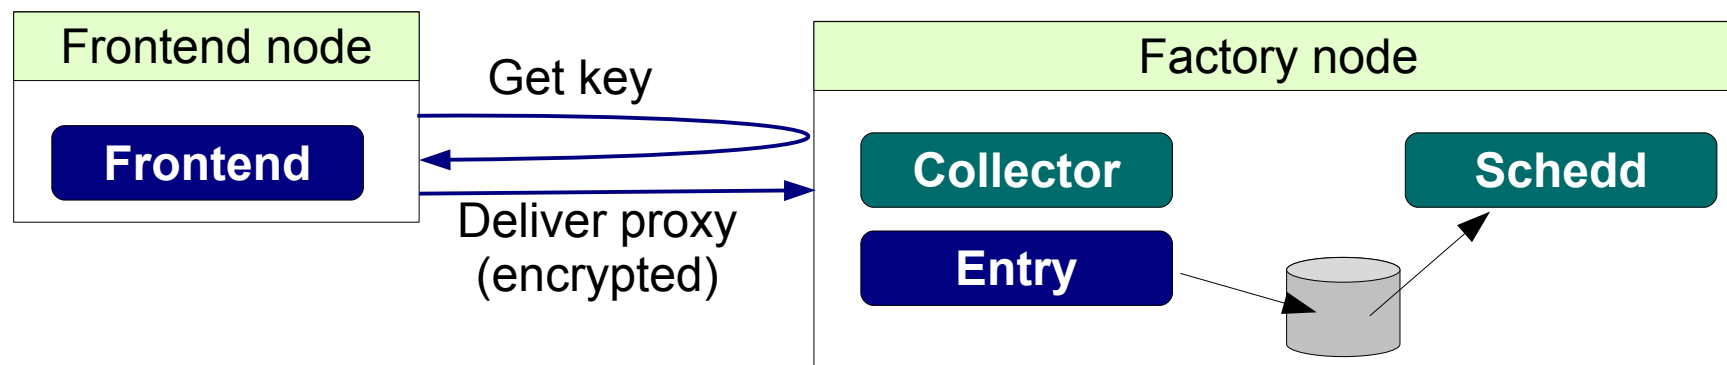 Frontend node
Frontend
Get key
Deliver proxy
(encrypted)
Factory node
Collector
Schedd
Entry